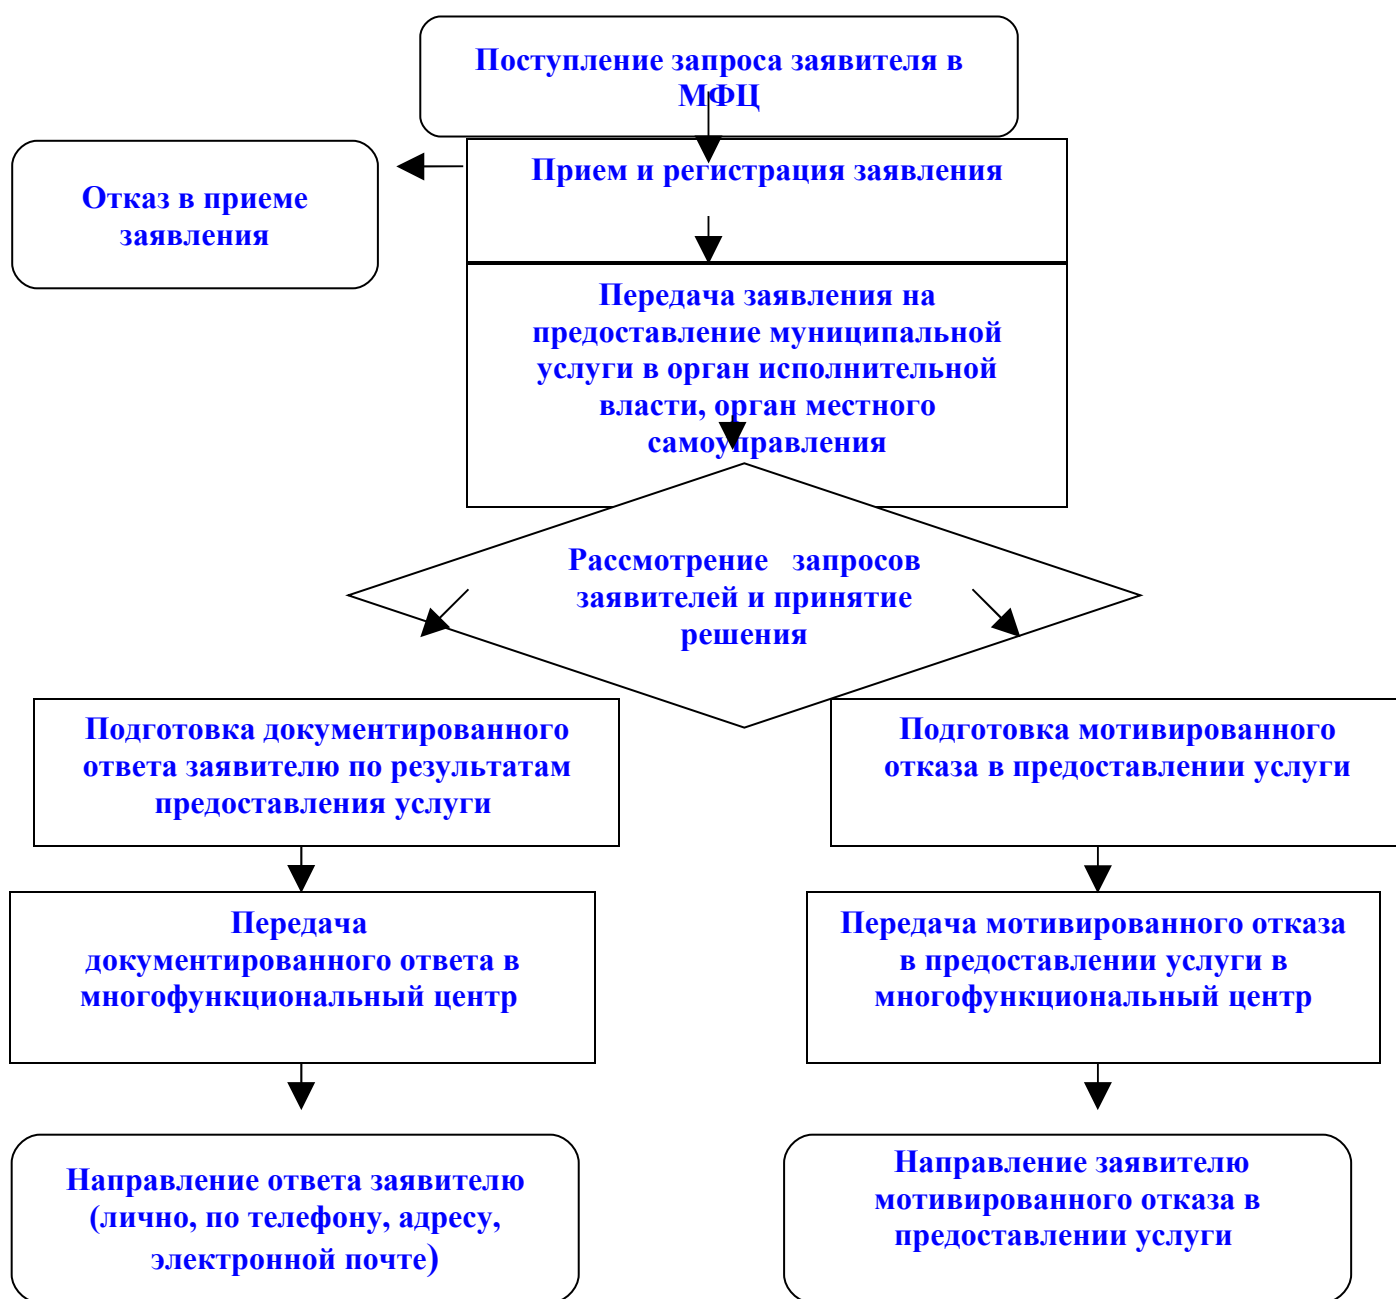 Поступление запроса заявителя в
МФЦ
Прием и регистрация заявления
Отказ в приеме
заявления
Передача заявления на
предоставление муниципальной
услуги в орган исполнительной
власти, орган местного
самоуправления
Рассмотрение запросов
заявителей и принятие
решения
Подготовка документированного
ответа заявителю по результатам
предоставления услуги
Подготовка мотивированного
отказа в предоставлении услуги
Передача
документированного ответа в
многофункциональный центр
Передача мотивированного отказа
в предоставлении услуги в
многофункциональный центр
Направление ответа заявителю
(лично, по телефону, адресу,
электронной почте)
Направление заявителю
мотивированного отказа в
предоставлении услуги